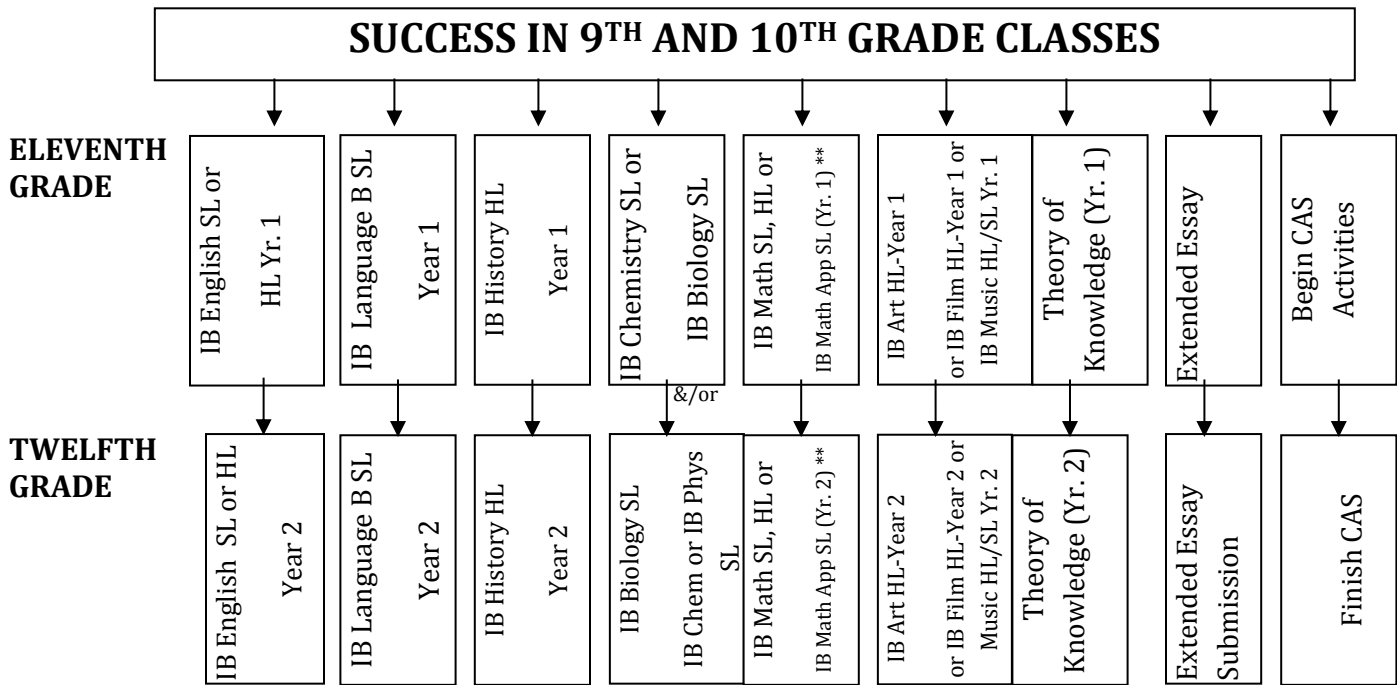 SUCCESS IN 9TH AND 10TH GRADE CLASSES
ELEVENTH
GRADE
IB English SL or
HL Yr. 1
IB Language B SL
Year 1
IB History HL
Year 1
IB Chemistry SL or
IB Biology SL
IB Math SL, HL or
IB Math App SL (Yr. 1) **
IB Art HL-Year 1
or IB Film HL-Year 1 or
IB Music HL/SL Yr. 1
Theory of
Knowledge (Yr. 1)
Extended Essay
Begin CAS
Activities
&/or
TWELFTH
GRADE
IB English SL or HL
Year 2
IB Language B SL
Year 2
IB History HL
Year 2
IB Biology SL
IB Chem or IB Phys
SL
IB Math SL, HL or
IB Math App SL (Yr. 2) **
IB Art HL-Year 2
or IB Film HL-Year 2 or
Music HL/SL Yr. 2
Theory of
Knowledge (Yr. 2)
Extended Essay
Submission
Finish CAS